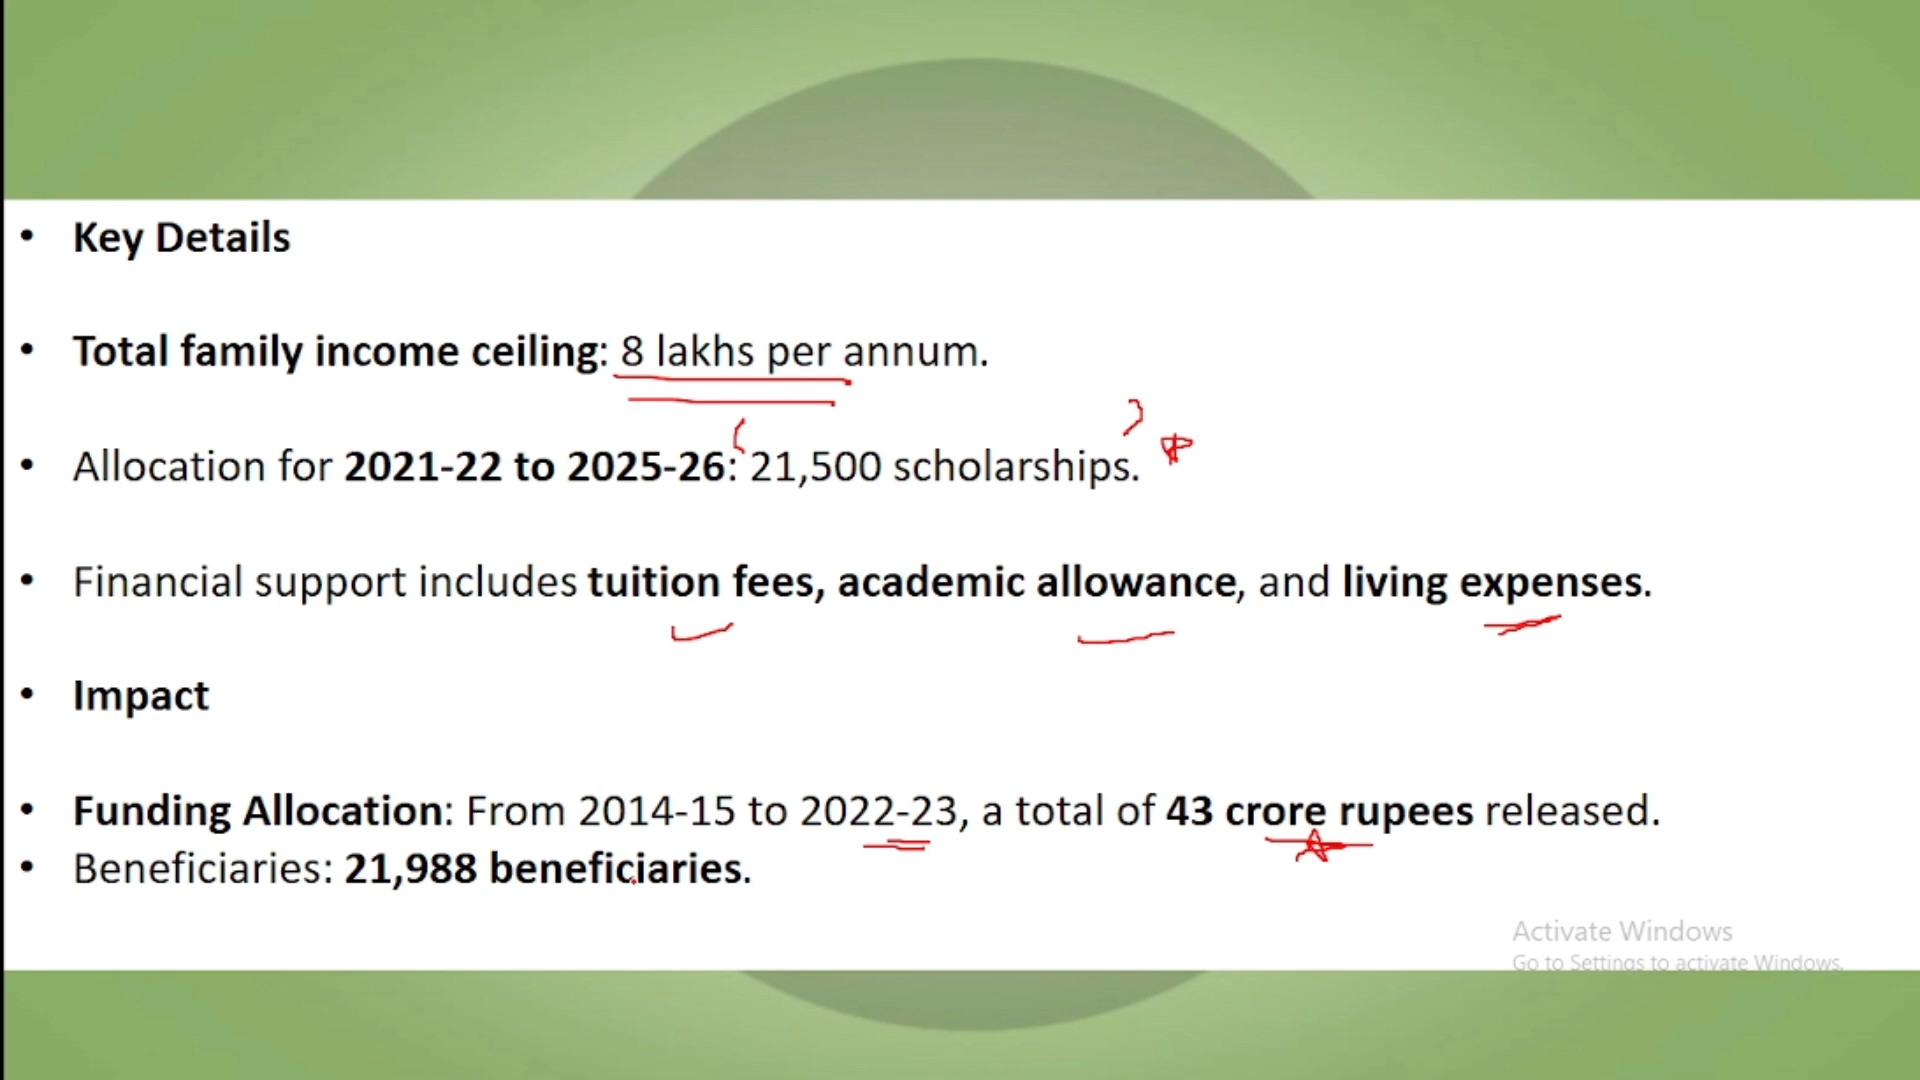 • Key Details
• Total family income ceiling: 8 lakhs per annum.
• Allocation for 2021-22 to 2025-26: 21,500 scholarships.
• Financial support includes tuition fees, academic allowance, and living expenses.
• Impact
• Funding Allocation: From 2014-15 to 2022-23, a total of 43 crore rupees released.
• Beneficiaries: 21,988 beneficiaries.
Activate Windows
Go to Settings to activate Windows.